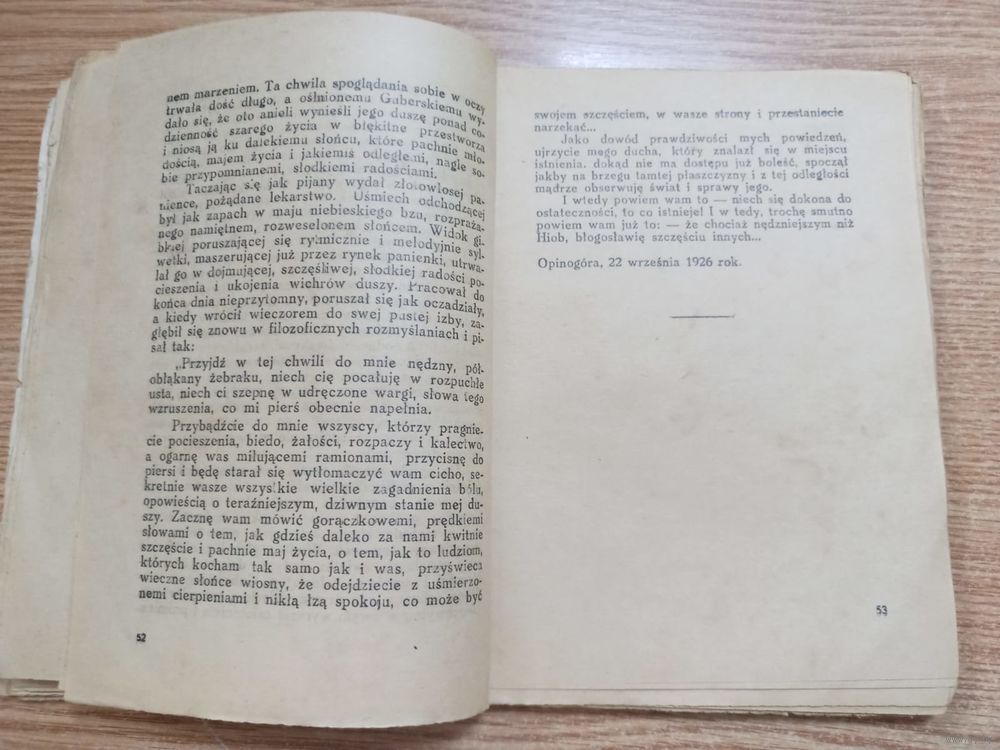 nem marzeniem. Ta chwila spoglądania sobie w oczy
trwała dość długo, a olśnionemu Guberskiemu wy-
dało się, że oto anieli wynieśli jego duszę ponad co-
dzienność szarego życia w błękitne przestworza
i niosą ją ku dalekiemu słońcu, które pachnie mło-
dością, majem życia i jakiemiś odległemi, nagle so-
bie przypomnianemi, słodkiemi radościami.
Taczając się jak pijany wydał złotowłosej pa-
nience, pożądane lekarstwo. Uśmiech odchodzącej
był jak zapach w maju niebieskiego bzu, rozpraża-
nego namiętnem, rozweselonem słońcem. Widok gi-
bkiej poruszającej się rytmicznie i melodyjnie syl-
wetki, maszerującej już przez rynek panienki, utrwa-
lał go w dojmującej, szczęśliwej, słodkiej radości po-
cieszenia i ukojenia wichrów duszy. Pracował do
końca dnia nieprzytomny, poruszał się jak oczadziały,
a kiedy wrócił wieczorem do swej pustej izby, za-
głębił się znowu w filozoficznych rozmyślaniach i pi-
sał tak:
„Przyjdź w tej chwili do mnie nędzny, pół-
obłąkany żebraku, niech cię pocałuję w rozpuchłe
usta, niech ci szepnę w udręczone wargi, słowa tego
wzruszenia, co mi pierś obecnie napełnia.
Przybądźcie do mnie wszyscy, którzy pragnie-
cie pocieszenia, biedo, żałości, rozpaczy i kalectwo,
a ogarnę was miłującemi ramionami, przycisnę do
piersi i będę starał się wytłomaczyć wam cicho, se-
kretnie wasze wszystkie wielkie zagadnienia bólu,
opowieścią o teraźniejszym, dziwnym stanie mej du-
szy. Zacznę wam mówić gorączkowemi, prędkiemi
słowami o tem, jak gdzieś daleko za nami kwitnie
szczęście i pachnie maj życia, o tem, jak to ludziom,
których kocham tak samo jak i was, przyświeca
wieczne słońce wiosny, że odejdziecie z uśmierzo-
nemi cierpieniami i nikłą łzą spokoju, co może być
52
swojem szczęściem, w wasze strony i przestaniecie
narzekać...
Jako dowód prawdziwości mych powiedzeń,
ujrzycie mego ducha, który znalazł się w miejscu
istnienia. dokąd nie ma dostępu już boleść, spoczął
jakby na brzegu tamtej płaszczyzny i z tej odległości
mądrze obserwuję świat i sprawy jego.
I wtedy powiem wam to — niech się dokona do
ostateczności, to co istnieje! I w tedy, trochę smutno
powiem wam już to: — że chociaż nędzniejszym niż
Hiob, błogosławię szczęściu innych...
Opinogóra, 22 września 1926 rok.
53